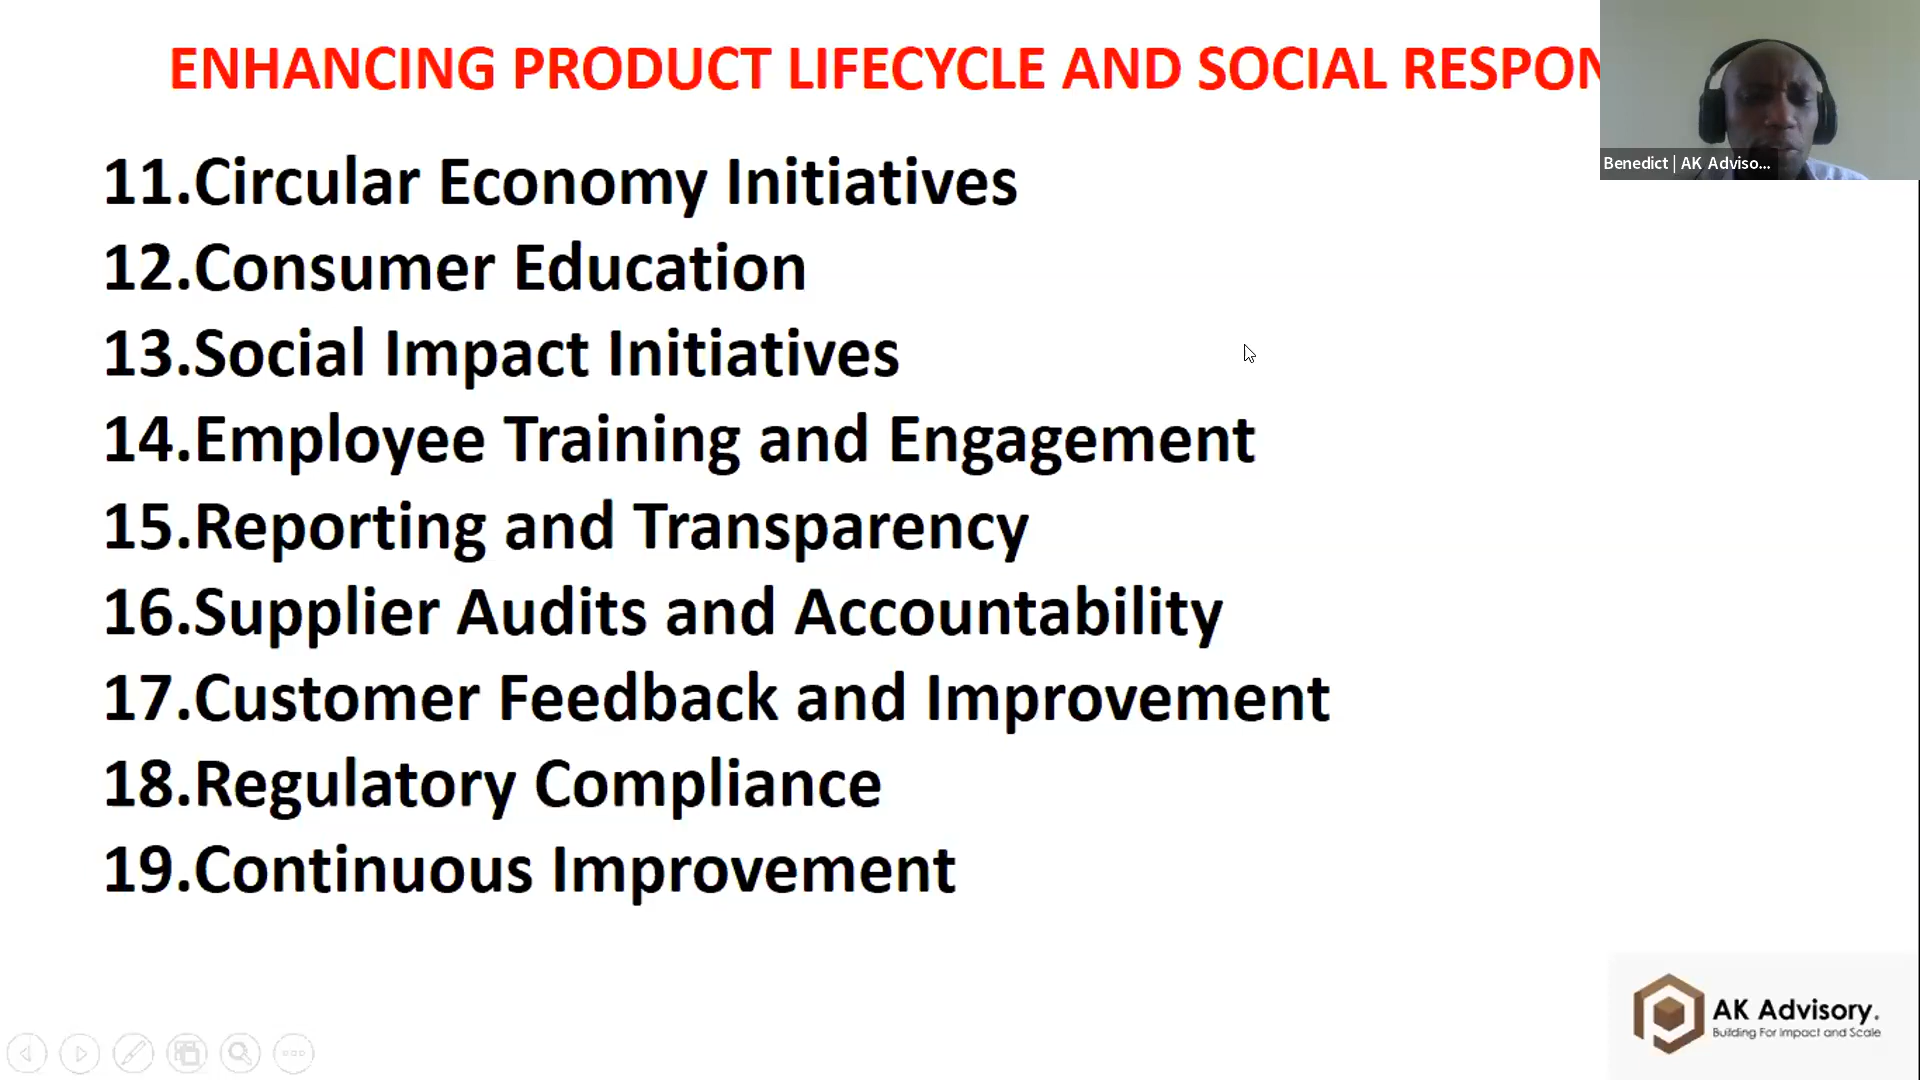 ENHANCING PRODUCT LIFECYCLE AND SOCIAL RESPON
Benedict | AK Adviso...
11.Circular Economy Initiatives
12.Consumer Education
13.Social Impact Initiatives
14.Employee Training and Engagement
15.Reporting and Transparency
16.Supplier Audits and Accountability
17.Customer Feedback and Improvement
18.Regulatory Compliance
19.Continuous Improvement
AK Advisory.
Building For Impact and Scale